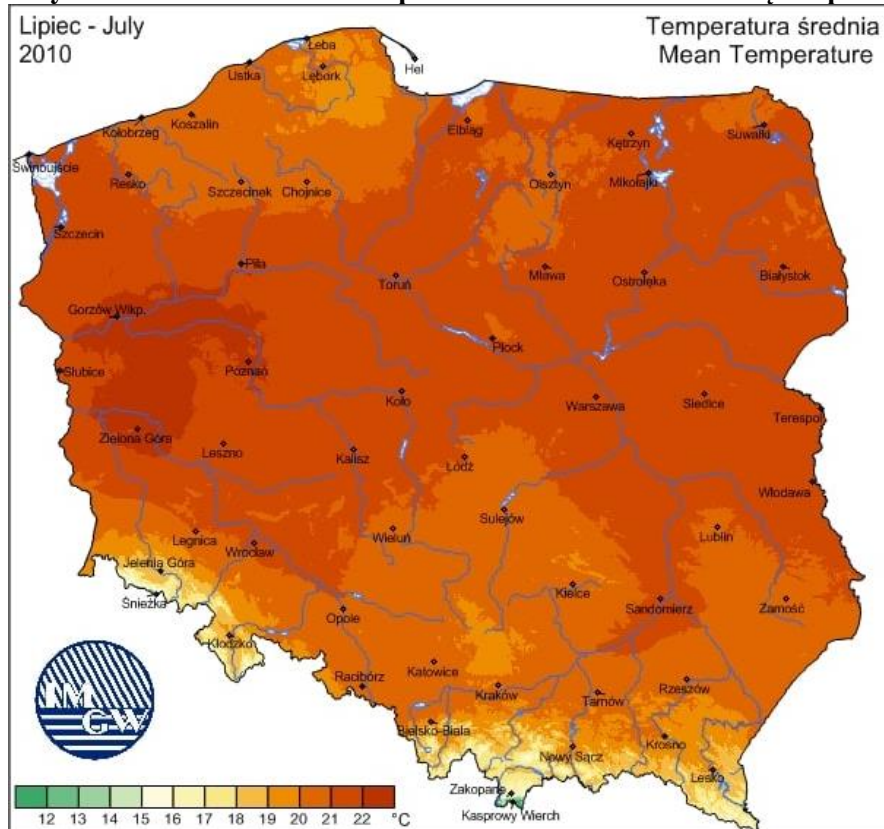 Lipiec - July
2010
Temperatura średnia
Mean Temperature
Łeba
Hel
Ustka
Lębork
Koszalin
Kołobrzeg
Elbląg
Kętrzyn
Suwałki
Świnoujście
Resko
Szczecinek
Chojnice
Olsztyn
Mikołajki
Szczecin
Piła
Toruń
Mława
Ostrołęka
Białystok
Gorzów Wlkp.
Płock
Słubice
Poznań
Koło
Warszawa
Siedlce
Terespol
Zielona Góra
Leszno
Kalisz
Łódź
Włodawa
Sulejów
Legnica
Wrocław
Wieluń
Lublin
Jelenia Góra
Śnieżka
Kielce
Sandomierz
Zamość
Opole
Kłodzko
Katowice
Racibórz
Kraków
Tarnów
Rzeszów
Bielsko-Biała
Nowy Sącz
Krosno
Lesko
Zakopane
Kasprowy Wierch
IM
GW
12 13 14 15 16 17 18 19 20 21 22 °C